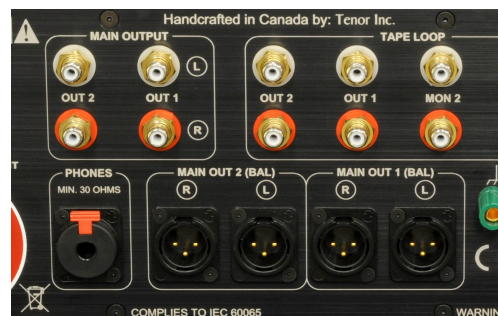 Handcrafted in Canada by: Tenor Inc.
MAIN OUTPUT
TAPE LOOP
L
OUT 2 OUT 1 OUT 2 OUT 1 MON 2
R
PHONES
MIN. 30 OHMS
MAIN OUT 2 (BAL)
MAIN OUT 1 (BAL)
R L R L
COMPLIES TO IEC 60065
WARNIN